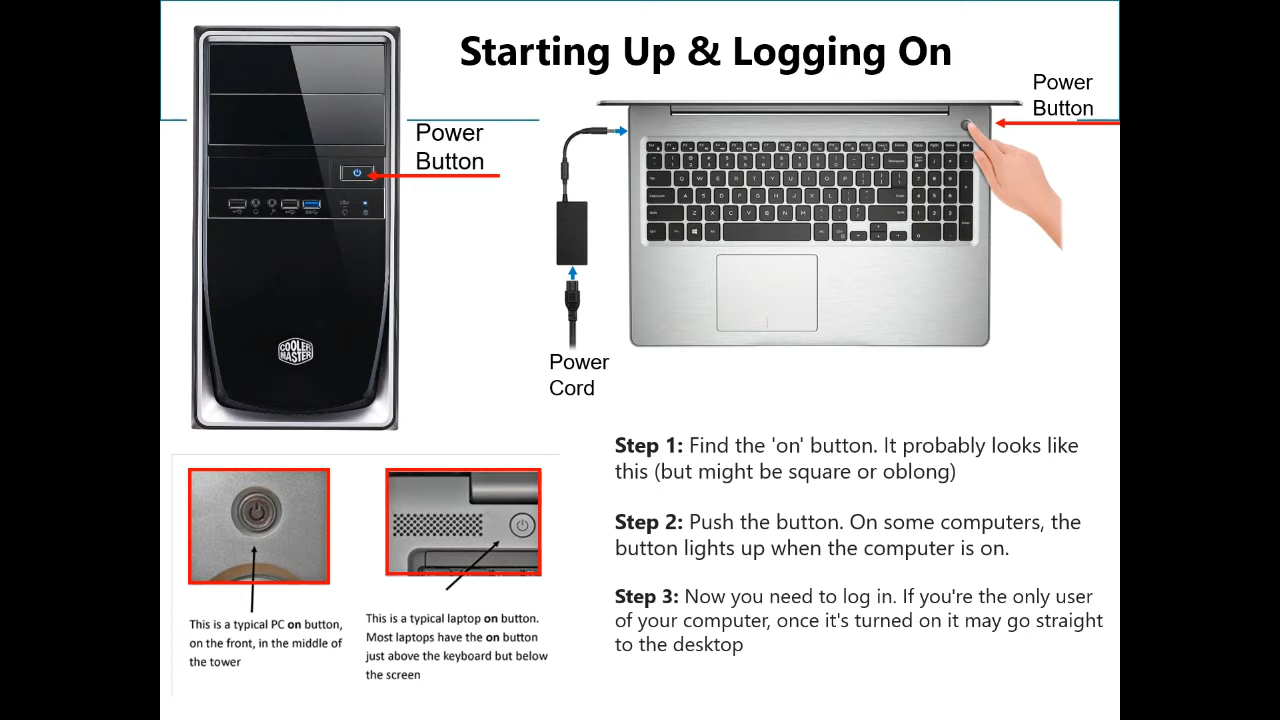 Starting Up & Logging On
Power
Button
Power
Button
COOLER
MASTER
Power
Cord
Step 1: Find the 'on' button. It probably looks like
this (but might be square or oblong)
Step 2: Push the button. On some computers, the
button lights up when the computer is on.
Step 3: Now you need to log in. If you're the only user
of your computer, once it's turned on it may go straight
to the desktop
This is a typical PC on button,
on the front, in the middle of
the tower
This is a typical laptop on button.
Most laptops have the on button
just above the keyboard but below
the screen